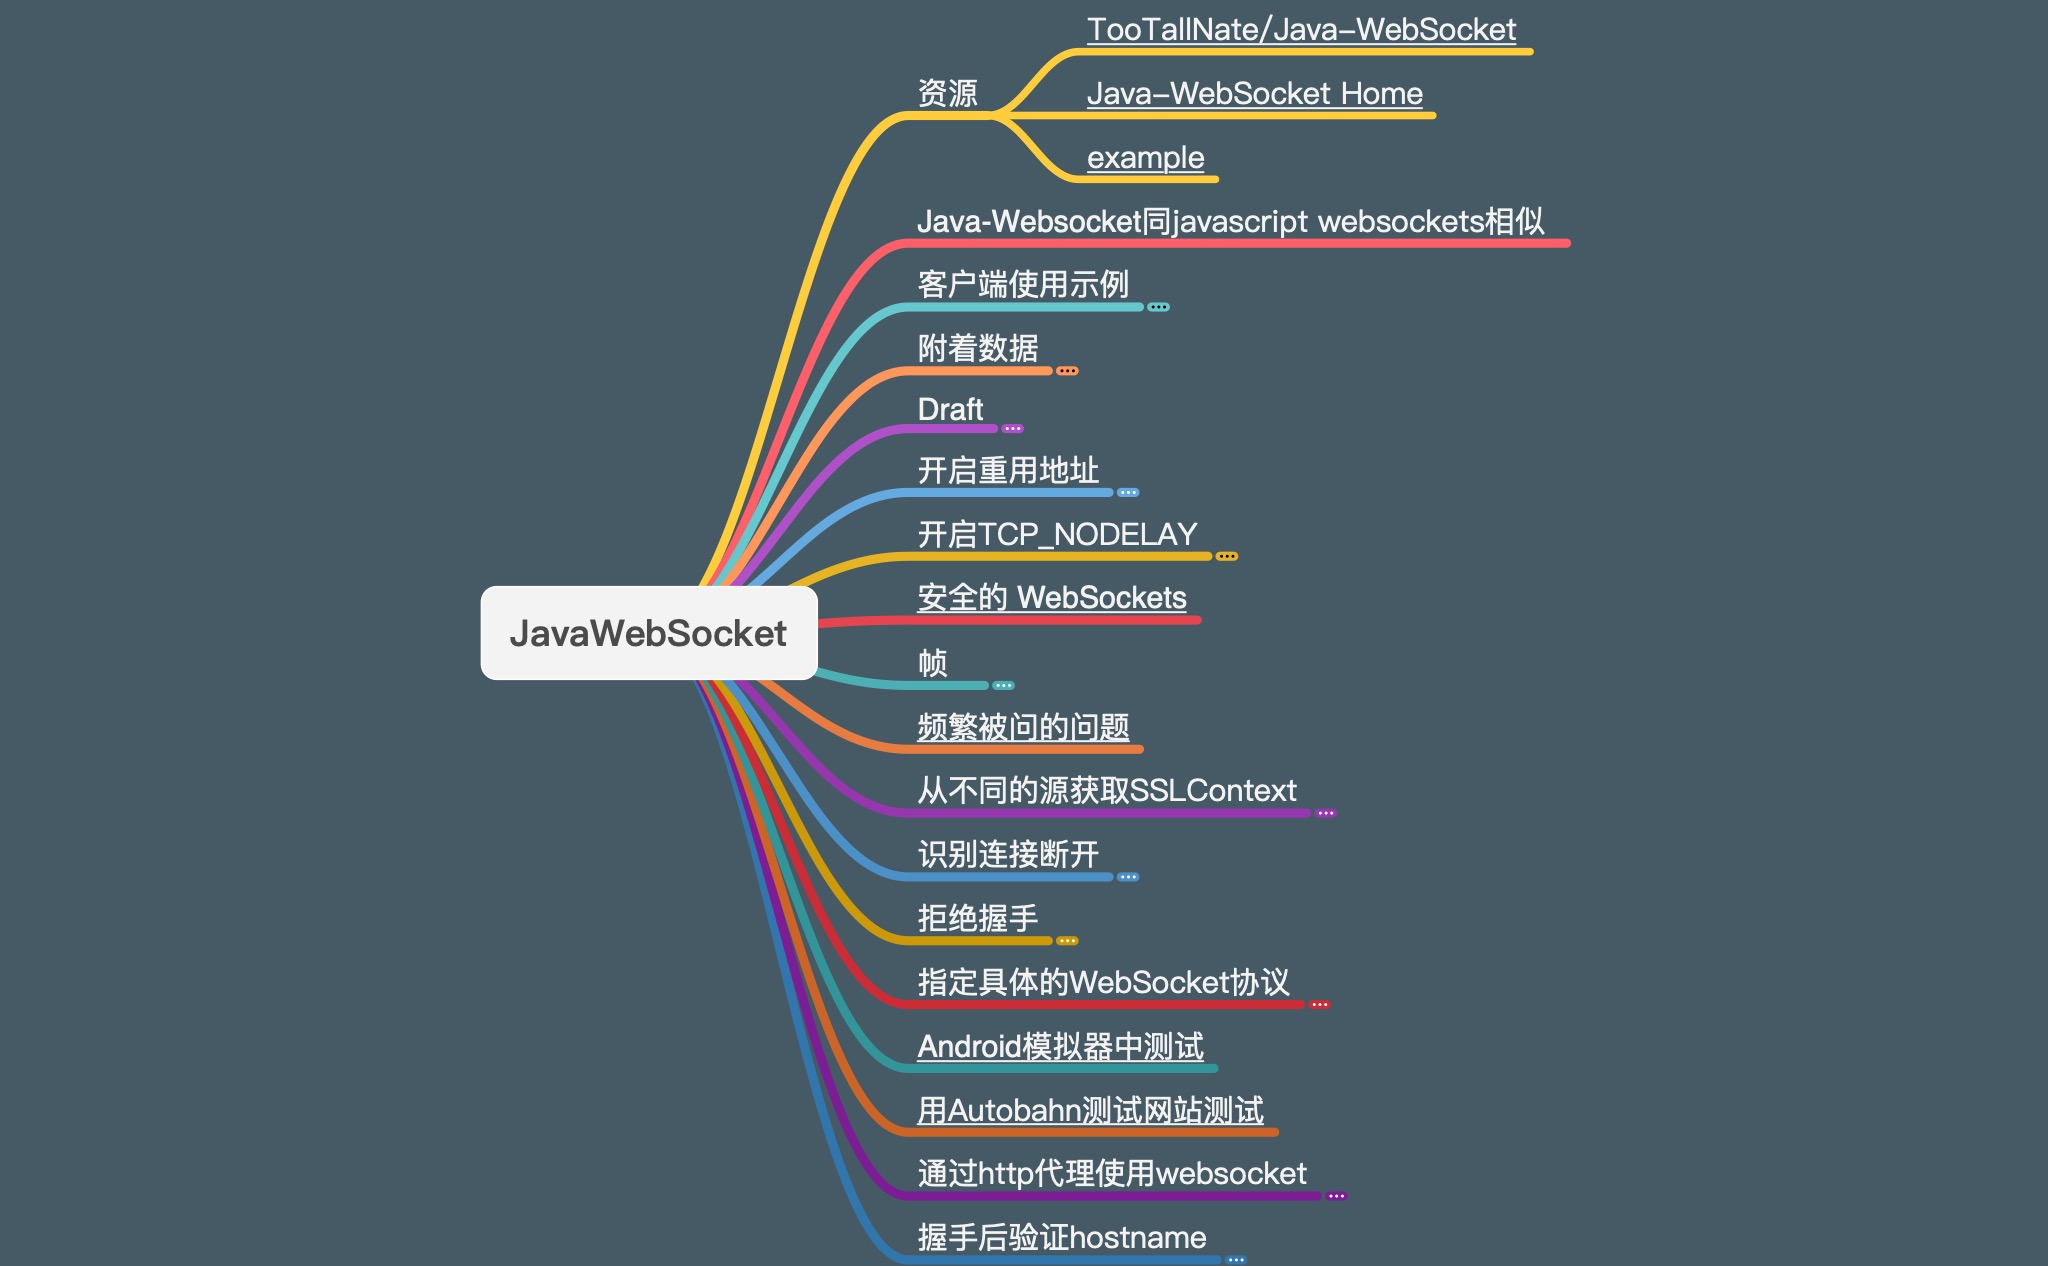 TooTallNate/Java-WebSocket
资源
Java-WebSocket Home
example
Java-Websocket同javascript websockets相似
客户端使用示例
附着数据
Draft
开启重用地址
开启TCP_NODELAY
安全的 WebSockets
JavaWebSocket
帧
频繁被问的问题
从不同的源获取SSLContext
识别连接断开
拒绝握手
指定具体的WebSocket协议
Android模拟器中测试
用Autobahn测试网站测试
通过http代理使用websocket
握手后验证hostname